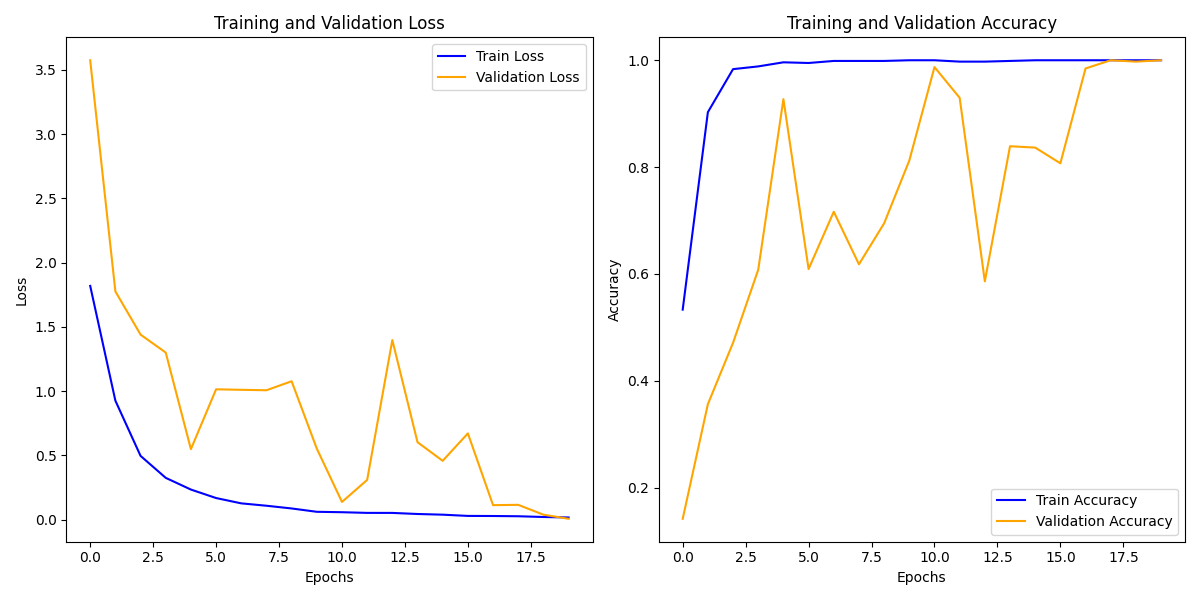 Training and Validation Loss
Train Loss
Validation Loss
3.5
3.0
2.5
2.0
1.5
1.0
0.5
0.0
Loss
0.0 2.5 5.0 7.5 10.0 12.5 15.0 17.5
Epochs
Training and Validation Accuracy
1.0
0.8
0.6
0.4
0.2
Accuracy
Train Accuracy
Validation Accuracy
0.0 2.5 5.0 7.5 10.0 12.5 15.0 17.5
Epochs